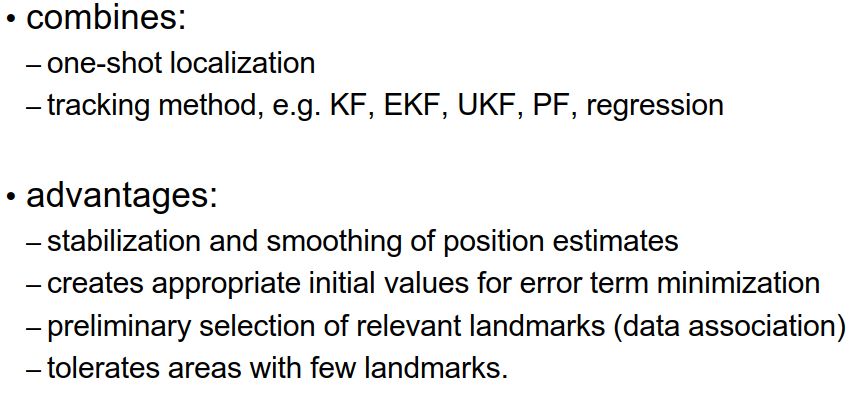 • combines:
– one-shot localization
– tracking method, e.g. KF, EKF, UKF, PF, regression
• advantages:
– stabilization and smoothing of position estimates
– creates appropriate initial values for error term minimization
– preliminary selection of relevant landmarks (data association)
– tolerates areas with few landmarks.